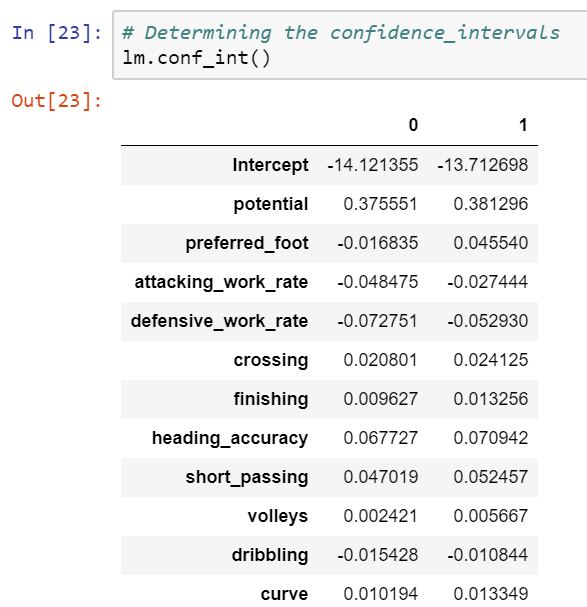 In [23]: # Determining the confidence_intervals
lm.conf_int()
Out[23]:
0 1
Intercept -14.121355 -13.712698
potential 0.375551 0.381296
preferred_foot -0.016835 0.045540
attacking_work_rate -0.048475 -0.027444
defensive_work_rate -0.072751 -0.052930
crossing 0.020801 0.024125
finishing 0.009627 0.013256
heading_accuracy 0.067727 0.070942
short_passing 0.047019 0.052457
volleys 0.002421 0.005667
dribbling -0.015428 -0.010844
curve 0.010194 0.013349